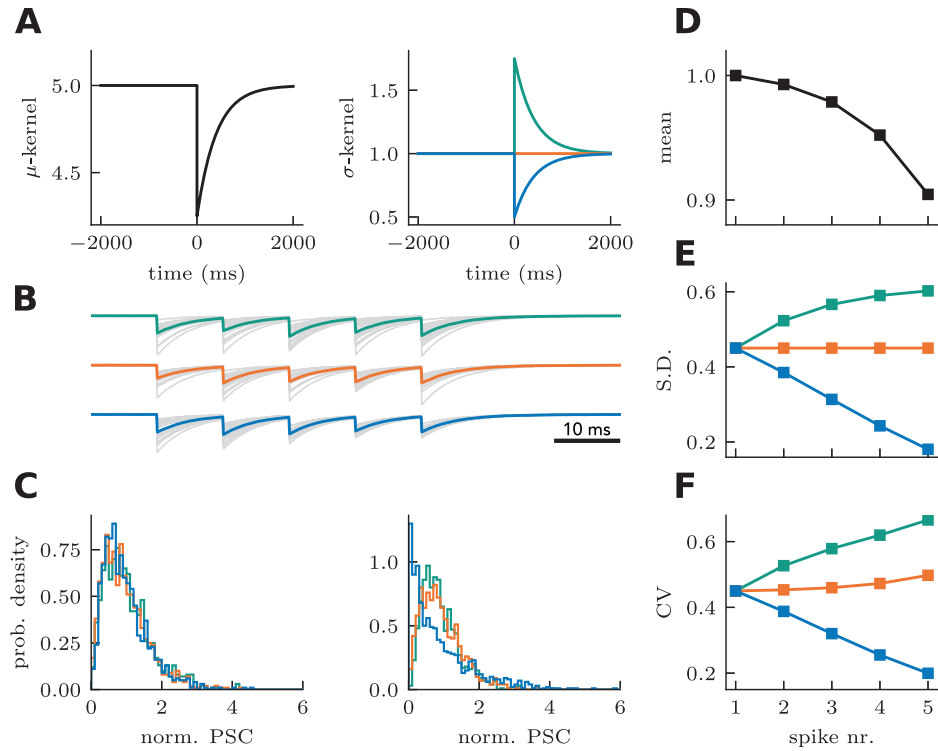 A
μ-kernel
5.0
4.5
−2000
0
2000
time (ms)
σ-kernel
1.5
1.0
0.5
−2000
0
2000
time (ms)
B
10 ms
C
prob. density
0.75
0.50
0.25
0.00
0
2
4
6
norm. PSC
1.0
0.5
0.0
0
2
4
6
norm. PSC
D
mean
1.0
0.9
E
S.D.
0.6
0.4
0.2
F
CV
0.6
0.4
0.2
1
2
3
4
5
spike nr.